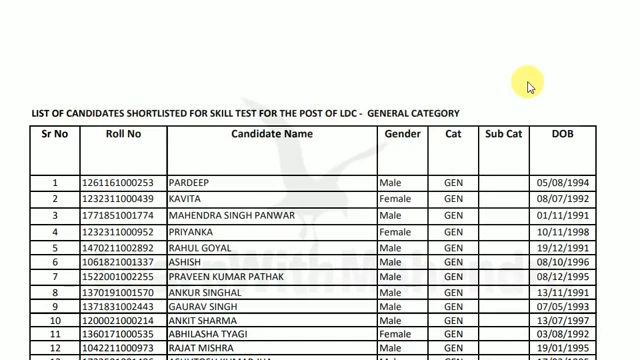 LIST OF CANDIDATES SHORTLISTED FOR SKILL TEST FOR THE POST OF LDC - GENERAL CATEGORY
Sr No Roll No Candidate Name Gender Cat Sub Cat DOB
1 1261161000253 PARDEEP Male GEN 05/08/1994
2 1232311000439 KAVITA Female GEN 08/07/1992
3 1771851001774 MAHENDRA SINGH PANWAR Male GEN 01/11/1991
4 1232311000952 PRIYANKA Female GEN 10/11/1998
5 1470211002892 RAHUL GOYAL Male GEN 19/12/1991
6 1061821001337 ASHISH Male GEN 08/10/1996
7 1522001002255 PRAVEEN KUMAR PATHAK Male GEN 08/12/1995
8 1370191001570 ANKUR SINGHAL Male GEN 13/11/1991
9 1371831002443 GAURAV SINGH Male GEN 07/05/1993
10 1200021000214 ANKIT SHARMA Male GEN 13/07/1997
11 1360171000535 ABHILASHA TYAGI Female GEN 03/08/1992
12 1042211000973 RAJAT MISHRA Male GEN 19/01/1995